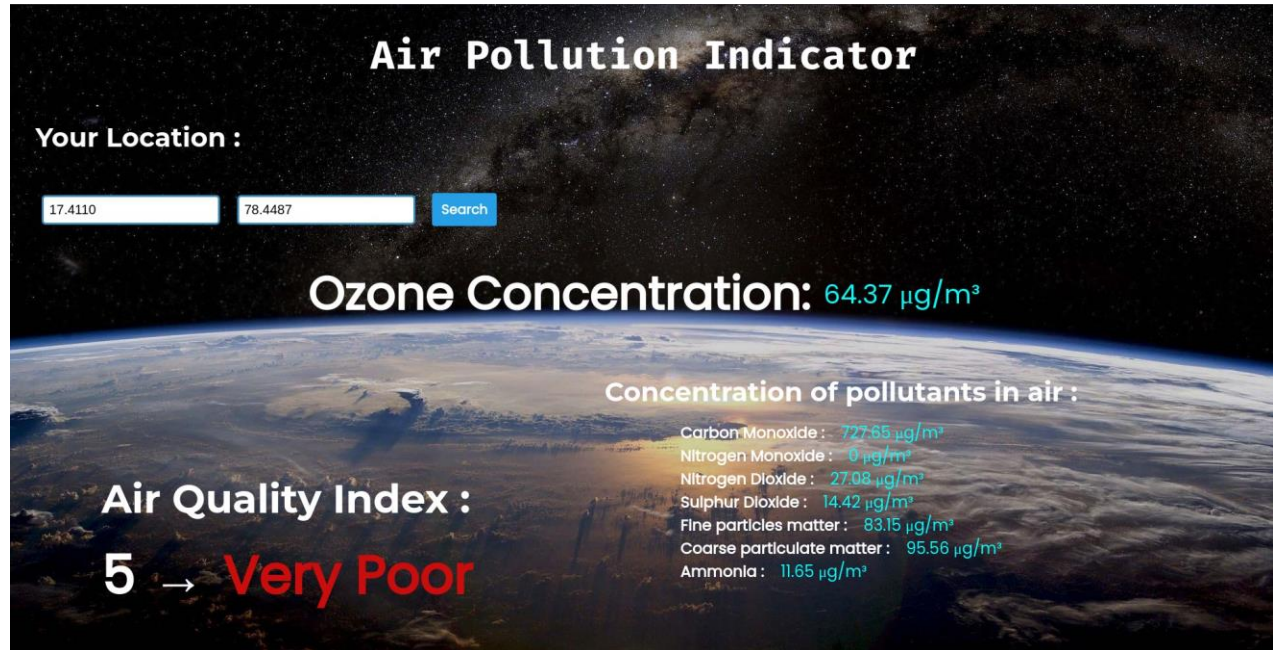 Air Pollution Indicator
Your Location :
17.4110 78.4487 Search
Ozone Concentration: 64.37 μg/m³
Concentration of pollutants in air :
Carbon Monoxide : 727.65 μg/m³
Nitrogen Monoxide : 0 μg/m³
Nitrogen Dioxide : 27.08 μg/m³
Sulphur Dioxide : 14.42 μg/m³
Fine particles matter : 83.15 μg/m³
Coarse particulate matter : 95.56 μg/m³
Ammonia : 11.65 μg/m³
Air Quality Index :
5 → Very Poor